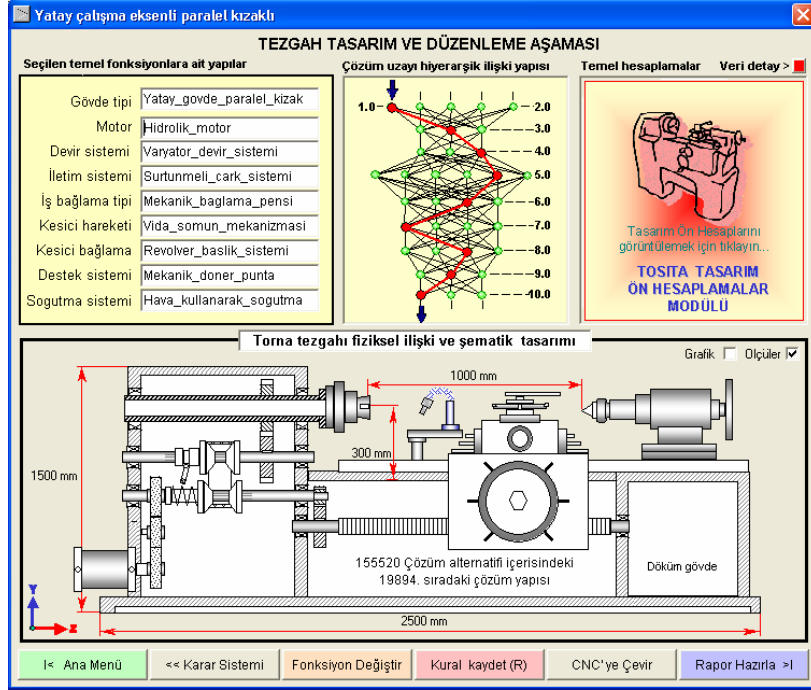 Yatay çalışma eksenli paralel kızaklı
TEZGAH TASARIM VE DÜZENLEME AŞAMASI
Seçilen temel fonksiyonlara ait yapılar
Gövde tipi Yatay_govde_paralel_kizak
Motor Hidrolik_motor
Devir sistemi Varyator_devir_sistemi
İletim sistemi Surtunmeli_cark_sistemi
İş bağlama tipi Mekanik_baglama_pensi
Kesici hareketi Vida_somun_mekanizmasi
Kesici bağlama Revolver_baslik_sistemi
Destek sistemi Mekanik_doner_punta
Sogutma sistemi Hava_kullanarak_sogutma
Çözüm uzayı hiyerarşik ilişki yapısı
1.0
2.0
3.0
4.0
5.0
6.0
7.0
8.0
9.0
10.0
Temel hesaplamalar Veri detay >
Tasarım Ön Hesaplarını
görüntülemek için tıklayın...
TOSITA TASARIM
ÖN HESAPLAMALAR
MODÜLÜ
Torna tezgahı fiziksel ilişki ve şematik tasarımı
Grafik Olçüler
1000 mm
300 mm
1500 mm
155520 Çözüm alternatifi içerisindeki
19894. sıradaki çözüm yapısı
Döküm gövde
Y
Z
2500 mm
I< Ana Menü
<< Karar Sistemi
Fonksiyon Değiştir
Kural kaydet (R)
CNC'ye Çevir
Rapor Hazırla >I